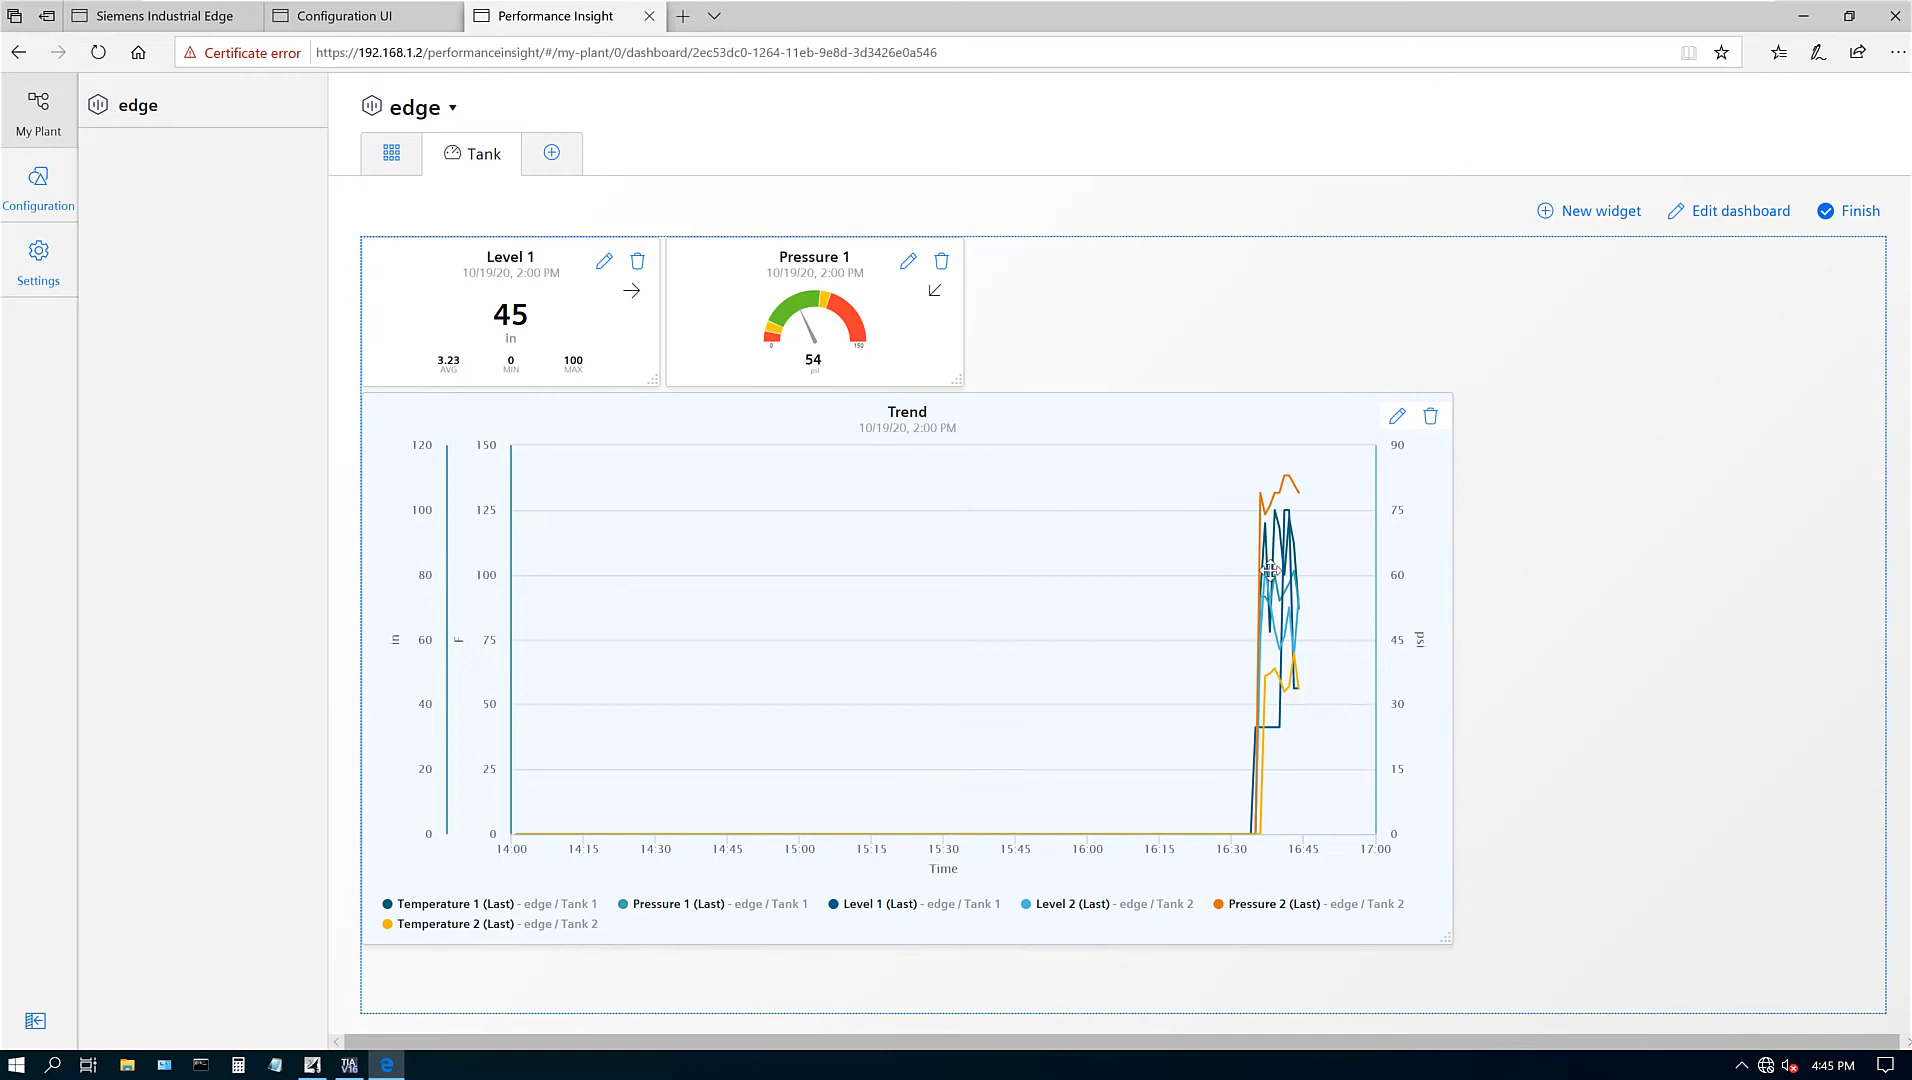 Siemens Industrial Edge
Configuration UI
Performance Insight
Certificate error
https://192.168.1.2/performanceinsight/#/my-plant/0/dashboard/2ec53dc0-1264-11eb-9e8d-3d3426e0a546
My Plant
Configuration
Settings
edge
edge
Tank
New widget
Edit dashboard
Finish
Level 1
10/19/20, 2:00 PM
45
in
3.23 0 100
AVG MIN MAX
Pressure 1
10/19/20, 2:00 PM
0 150
54
psi
Trend
10/19/20, 2:00 PM
120 150 90
100 125 75
80 100 60
in 60 F 75 45 psi
40 50 30
20 25 15
0 0 0
14:00 14:15 14:30 14:45 15:00 15:15 15:30 15:45 16:00 16:15 16:30 16:45 17:00
Time
Temperature 1 (Last) - edge / Tank 1 Pressure 1 (Last) - edge / Tank 1 Level 1 (Last) - edge / Tank 1 Level 2 (Last) - edge / Tank 2 Pressure 2 (Last) - edge / Tank 2
Temperature 2 (Last) - edge / Tank 2
TIA
V16
4:45 PM